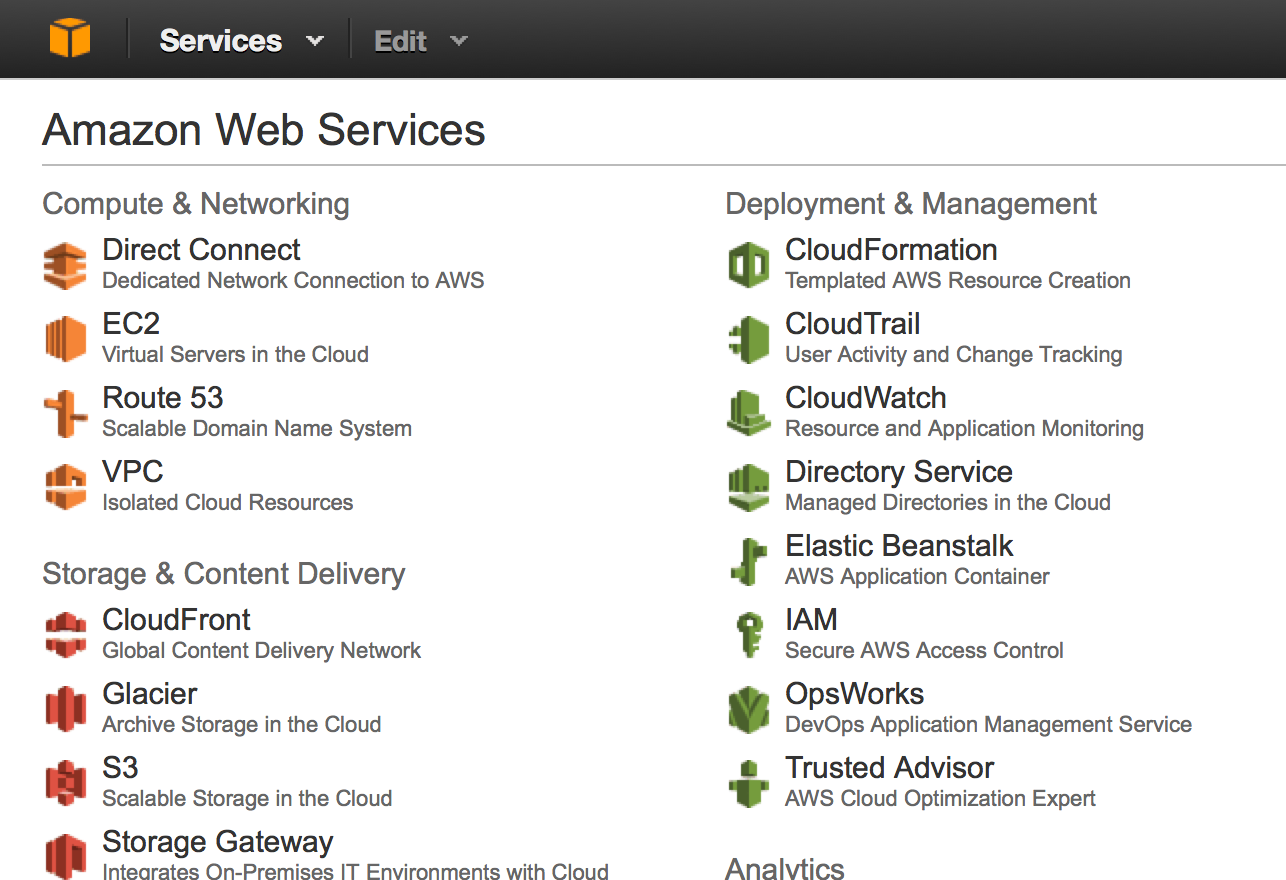 Services
Edit
Amazon Web Services
Compute & Networking
Direct Connect
Dedicated Network Connection to AWS
EC2
Virtual Servers in the Cloud
Route 53
Scalable Domain Name System
VPC
Isolated Cloud Resources
Storage & Content Delivery
CloudFront
Global Content Delivery Network
Glacier
Archive Storage in the Cloud
S3
Scalable Storage in the Cloud
Storage Gateway
Integrates On-Premises IT Environments with Cloud
Deployment & Management
CloudFormation
Templated AWS Resource Creation
CloudTrail
User Activity and Change Tracking
CloudWatch
Resource and Application Monitoring
Directory Service
Managed Directories in the Cloud
Elastic Beanstalk
AWS Application Container
IAM
Secure AWS Access Control
OpsWorks
DevOps Application Management Service
Trusted Advisor
AWS Cloud Optimization Expert
Analytics